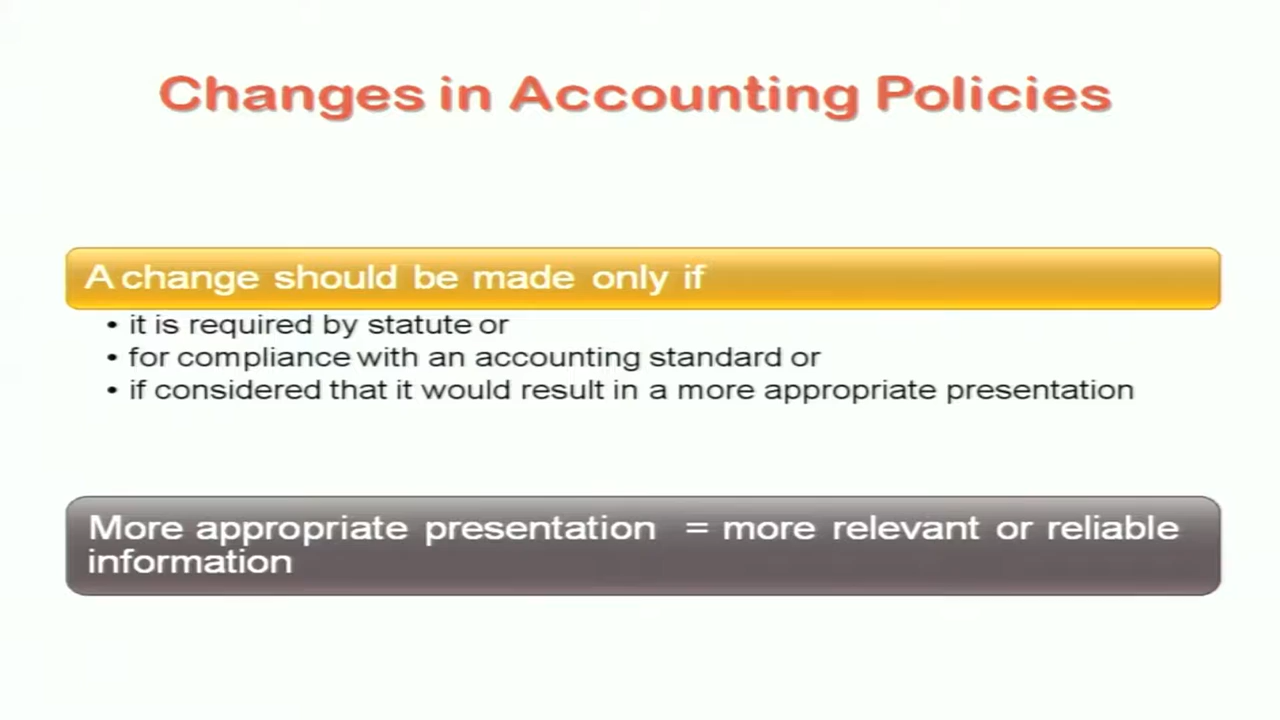 Changes in Accounting Policies
A change should be made only if
• it is required by statute or
• for compliance with an accounting standard or
• if considered that it would result in a more appropriate presentation
More appropriate presentation = more relevant or reliable
information